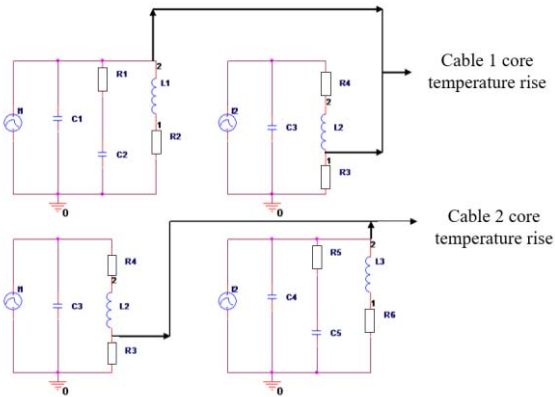 2
R1
L1
C1
I1
1
R2
C2
0
R4
2
I2
C3
L2
1
R3
0
Cable 1 core
temperature rise
R4
2
I1
C3
L2
1
R3
0
R5
2
L3
I2
C4
1
R6
C5
0
Cable 2 core
temperature rise